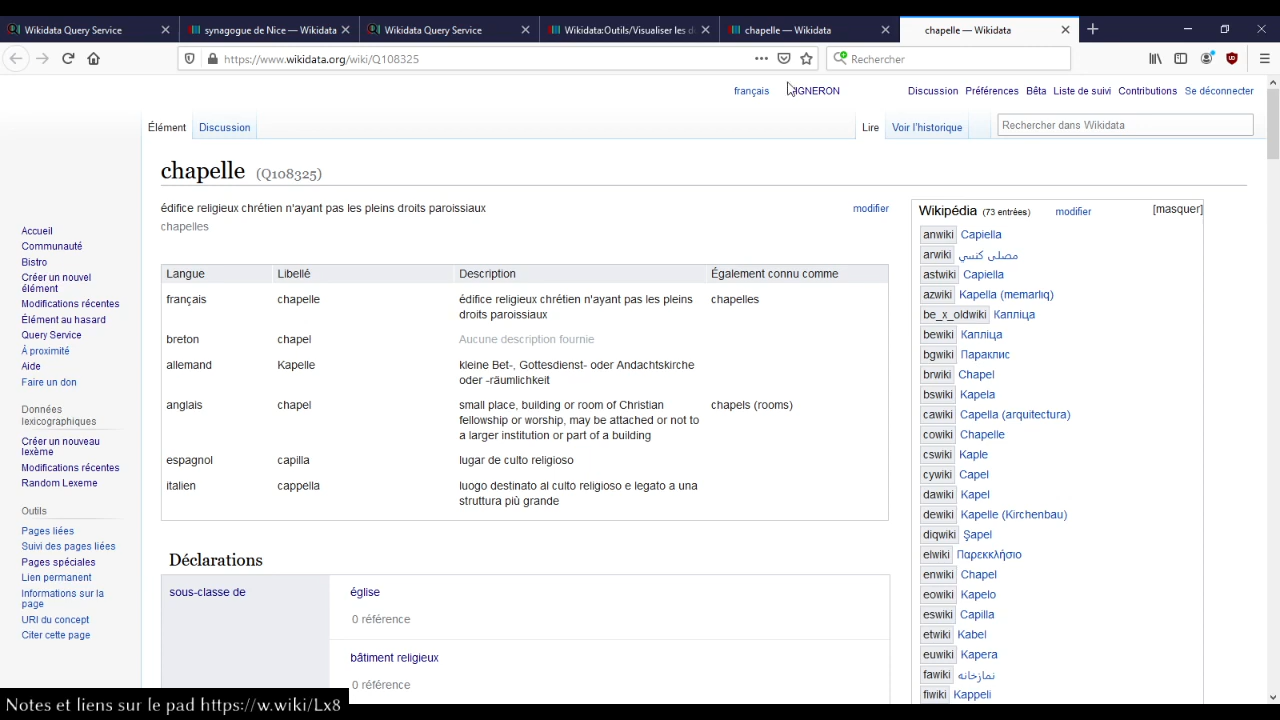 Wikidata Query Service
synagogue de Nice — Wikidata
Wikidata Query Service
Wikidata:Outils/Visualiser les d
chapelle — Wikidata
chapelle — Wikidata
https://www.wikidata.org/wiki/Q108325
Rechercher
français
IGNERON
Discussion
Préférences
Bêta
Liste de suivi
Contributions
Se déconnecter
Élément
Discussion
Lire
Voir l'historique
Rechercher dans Wikidata
chapelle (Q108325)
édifice religieux chrétien n'ayant pas les pleins droits paroissiaux
modifier
chapelles
Langue
Libellé
Description
Également connu comme
français
chapelle
édifice religieux chrétien n'ayant pas les pleins
droits paroissiaux
chapelles
breton
chapel
Aucune description fournie
allemand
Kapelle
kleine Bet-, Gottesdienst- oder Andachtskirche
oder -räumlichkeit
anglais
chapel
small place, building or room of Christian
fellowship or worship, may be attached or not to
a larger institution or part of a building
chapels (rooms)
espagnol
capilla
lugar de culto religioso
italien
cappella
luogo destinato al culto religioso e legato a una
struttura più grande
Déclarations
sous-classe de
église
0 référence
bâtiment religieux
0 référence
Accueil
Communauté
Bistro
Créer un nouvel
élément
Modifications récentes
Élément au hasard
Query Service
À proximité
Aide
Faire un don
Données
lexicographiques
Créer un nouveau
lexème
Modifications récentes
Random Lexeme
Outils
Pages liées
Suivi des pages liées
Pages spéciales
Lien permanent
Informations sur la
page
URI du concept
Citer cette page
Wikipédia (73 entrées)
modifier
[masquer]
anwiki Capiella
arwiki مصلى كنسي
astwiki Capiella
azwiki Kapella (memarlıq)
be_x_oldwiki Капліца
bewiki Капліца
bgwiki Параклис
brwiki Chapel
bswiki Kapela
cawiki Capella (arquitectura)
cowiki Chapelle
cswiki Kaple
cywiki Capel
dawiki Kapel
dewiki Kapelle (Kirchenbau)
diqwiki Şapel
elwiki Παρεκκλήσιο
enwiki Chapel
eowiki Kapelo
eswiki Capilla
etwiki Kabel
euwiki Kapera
fawiki نمازخانه
fiwiki Kappeli
Notes et liens sur le pad https://w.wiki/Lx8